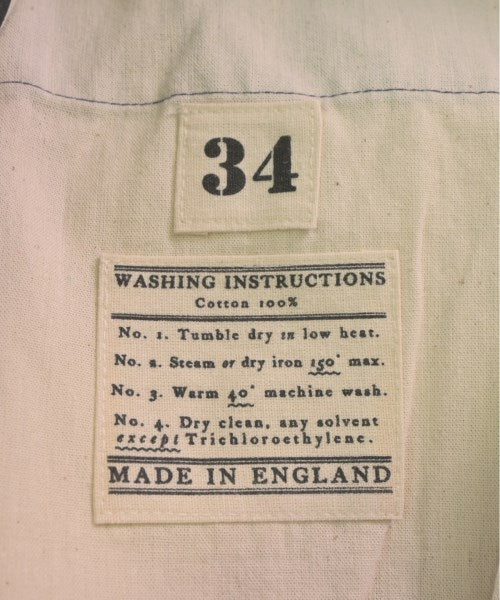 34
WASHING INSTRUCTIONS
Cotton 100%
No. 1. Tumble dry in low heat.
No. 2. Steam or dry iron 150° max.
No. 3. Warm 40° machine wash.
No. 4. Dry clean, any solvent
except Trichloroethylene.
MADE IN ENGLAND